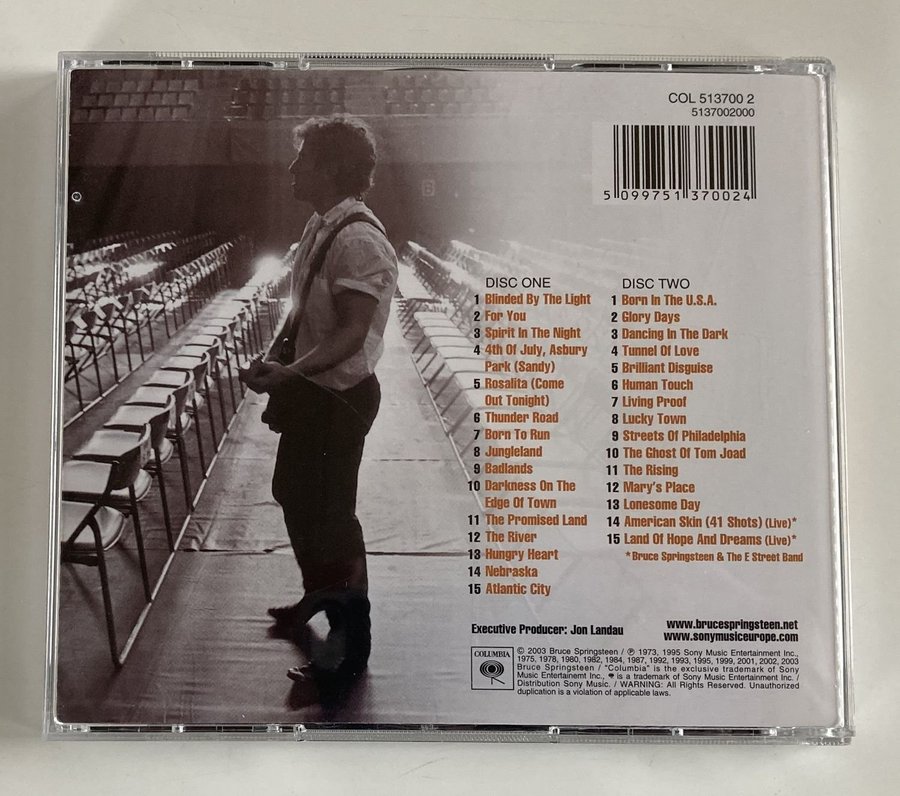 COL 513700 2
5137002000
5 099751 370024
DISC ONE
1 Blinded By The Light
2 For You
3 Spirit In The Night
4 4th Of July, Asbury
Park (Sandy)
5 Rosalita (Come
Out Tonight)
6 Thunder Road
7 Born To Run
8 Jungleland
9 Badlands
10 Darkness On The
Edge Of Town
11 The Promised Land
12 The River
13 Hungry Heart
14 Nebraska
15 Atlantic City
DISC TWO
1 Born In The U.S.A.
2 Glory Days
3 Dancing In The Dark
4 Tunnel Of Love
5 Brilliant Disguise
6 Human Touch
7 Living Proof
8 Lucky Town
9 Streets Of Philadelphia
10 The Ghost Of Tom Joad
11 The Rising
12 Mary's Place
13 Lonesome Day
14 American Skin (41 Shots) (Live)*
15 Land Of Hope And Dreams (Live)*
*Bruce Springsteen & The E Street Band
Executive Producer: Jon Landau
www.brucespringsteen.net
www.sonymusiceurope.com
COLUMBIA
© 2003 Bruce Springsteen / ℗ 1973, 1995 Sony Music Entertainment Inc.,
1975, 1978, 1980, 1982, 1984, 1987, 1992, 1993, 1995, 1999, 2001, 2002, 2003
Bruce Springsteen / "Columbia" is the exclusive trademark of Sony
Music Entertainemt Inc., is a trademark of Sony Music Entertainment Inc. /
Distribution Sony Music. / WARNING: All Rights Reserved. Unauthorized
duplication is a violation of applicable laws.